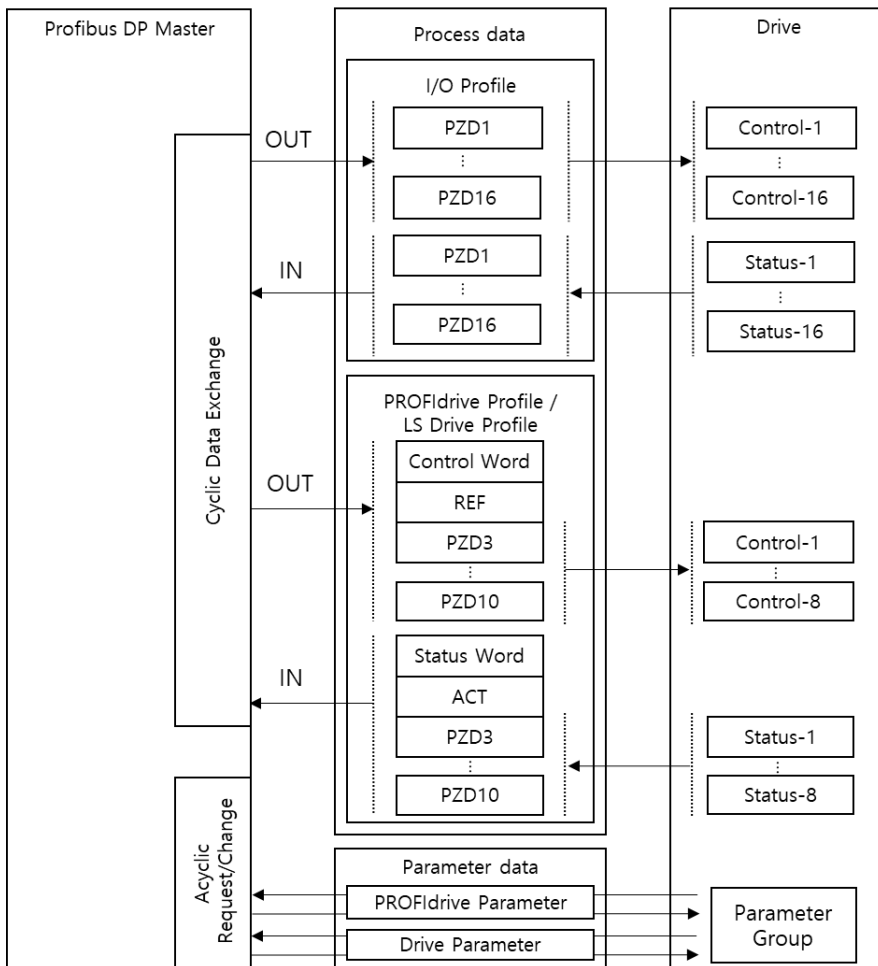 Profibus DP Master
Process data
Drive
I/O Profile
OUT
PZD1
⋮
PZD16
Control-1
⋮
Control-16
IN
PZD1
⋮
PZD16
Status-1
⋮
Status-16
Cyclic Data Exchange
PROFIdrive Profile /
LS Drive Profile
OUT
Control Word
REF
PZD3
⋮
PZD10
Control-1
⋮
Control-8
IN
Status Word
ACT
PZD3
⋮
PZD10
Status-1
⋮
Status-8
Acyclic
Request/Change
Parameter data
PROFIdrive Parameter
Drive Parameter
Parameter
Group